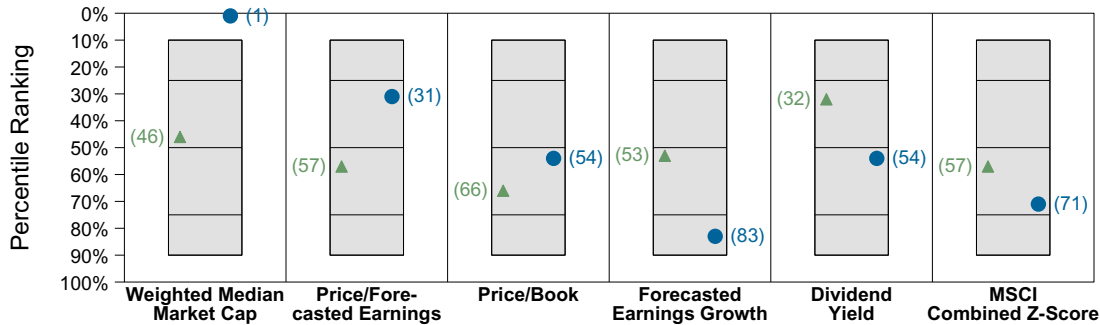 Percentile Ranking
0%
10%
20%
30%
40%
50%
60%
70%
80%
90%
100%
(1)
(46)
(31)
(57)
(54)
(66)
(53)
(83)
(32)
(54)
(57)
(71)
Weighted Median
Market Cap
Price/Fore-
casted Earnings
Price/Book
Forecasted
Earnings Growth
Dividend
Yield
MSCI
Combined Z-Score